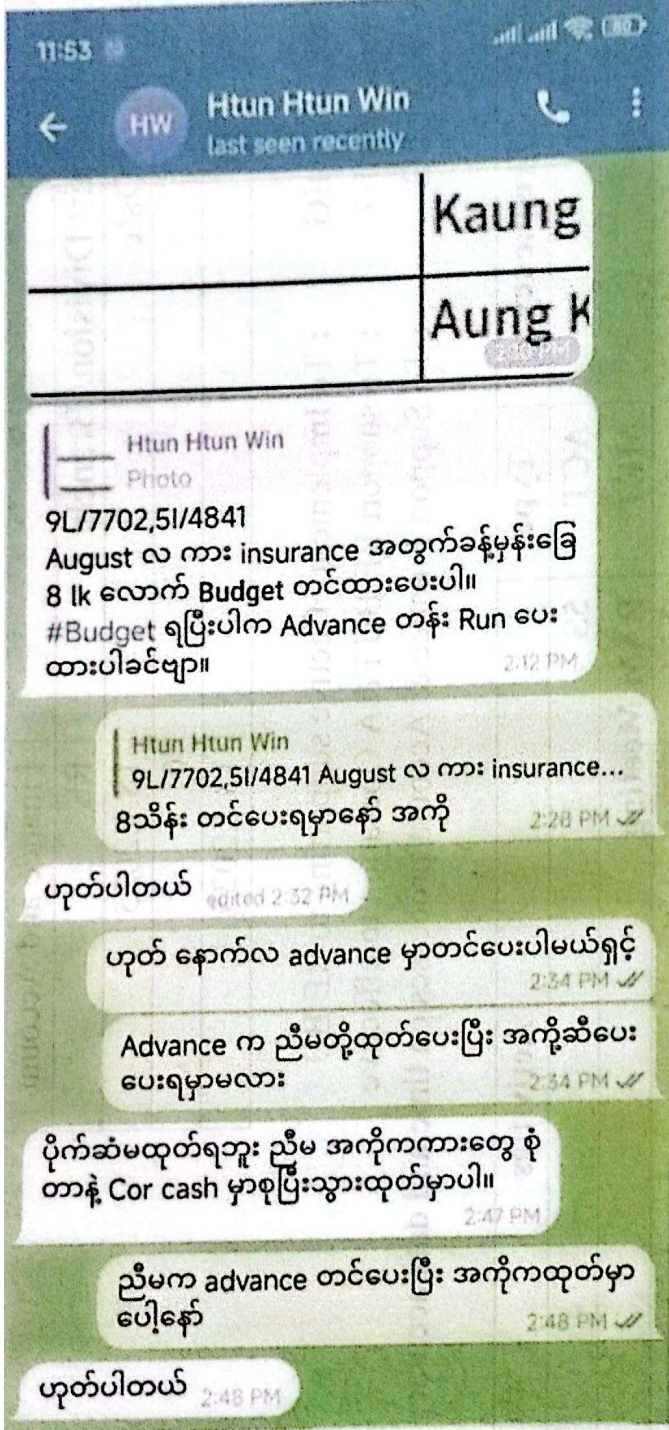 11:53
HW
Htun Htun Win
last seen recently
Kaung
Aung K
Htun Htun Win
Photo
9L/7702,5I/4841
August လ ကား insurance အတွက်ခန့်မှန်းခြေ
8 lk လောက် Budget တင်ထားပေးပါ။
#Budget ရပြီးပါက Advance တန်း Run ပေး
ထားပါခင်ဗျာ။
2:12 PM
Htun Htun Win
9L/7702,5I/4841 August လ ကား insurance...
8သိန်း တင်ပေးရမှာနော် အကို
2:28 PM
ဟုတ်ပါတယ် edited 2:32 PM
ဟုတ် နောက်လ advance မှာတင်ပေးပါမယ်ရှင့်
2:34 PM
Advance က ညီမတို့ထုတ်ပေးပြီး အကို့ဆီပေး
ပေးရမှာမလား 2:34 PM
ပိုက်ဆံမထုတ်ရဘူး ညီမ အကိုကကားတွေ စုံ
တာနဲ့ Cor cash မှာစုပြီးသွားထုတ်မှာပါ။
2:47 PM
ညီမက advance တင်ပေးပြီး အကိုကထုတ်မှာ
ပေါ့နော် 2:48 PM
ဟုတ်ပါတယ် 2:48 PM